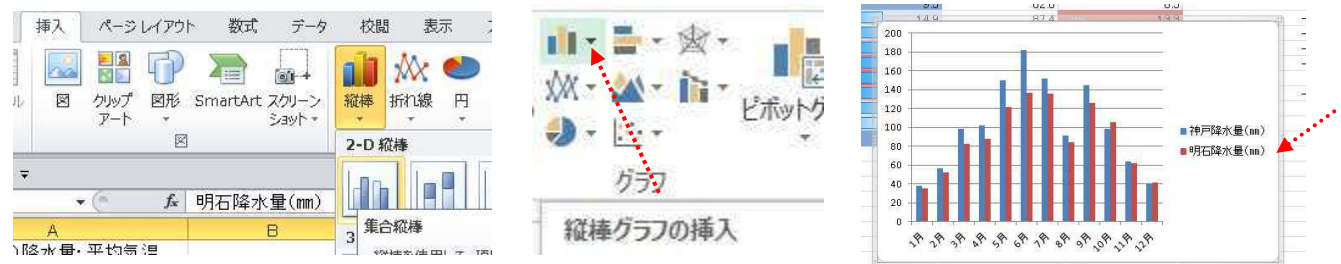 挿入 ページレイアウト 数式 データ 校閲 表示
図 クリップアート 図形 SmartArt スクリーンショット 縦棒 折れ線 円
図
2-D 縦棒
fx 明石降水量(mm)
A B
降水量・平均気温
集合縦棒
3
ピボットグ
グラフ
縦棒グラフの挿入
14.9 87.4 13.3
200
180
160
140
120
100
80
60
40
20
0
1月 2月 3月 4月 5月 6月 7月 8月 9月 10月 11月 12月
神戸降水量(mm)
明石降水量(mm)